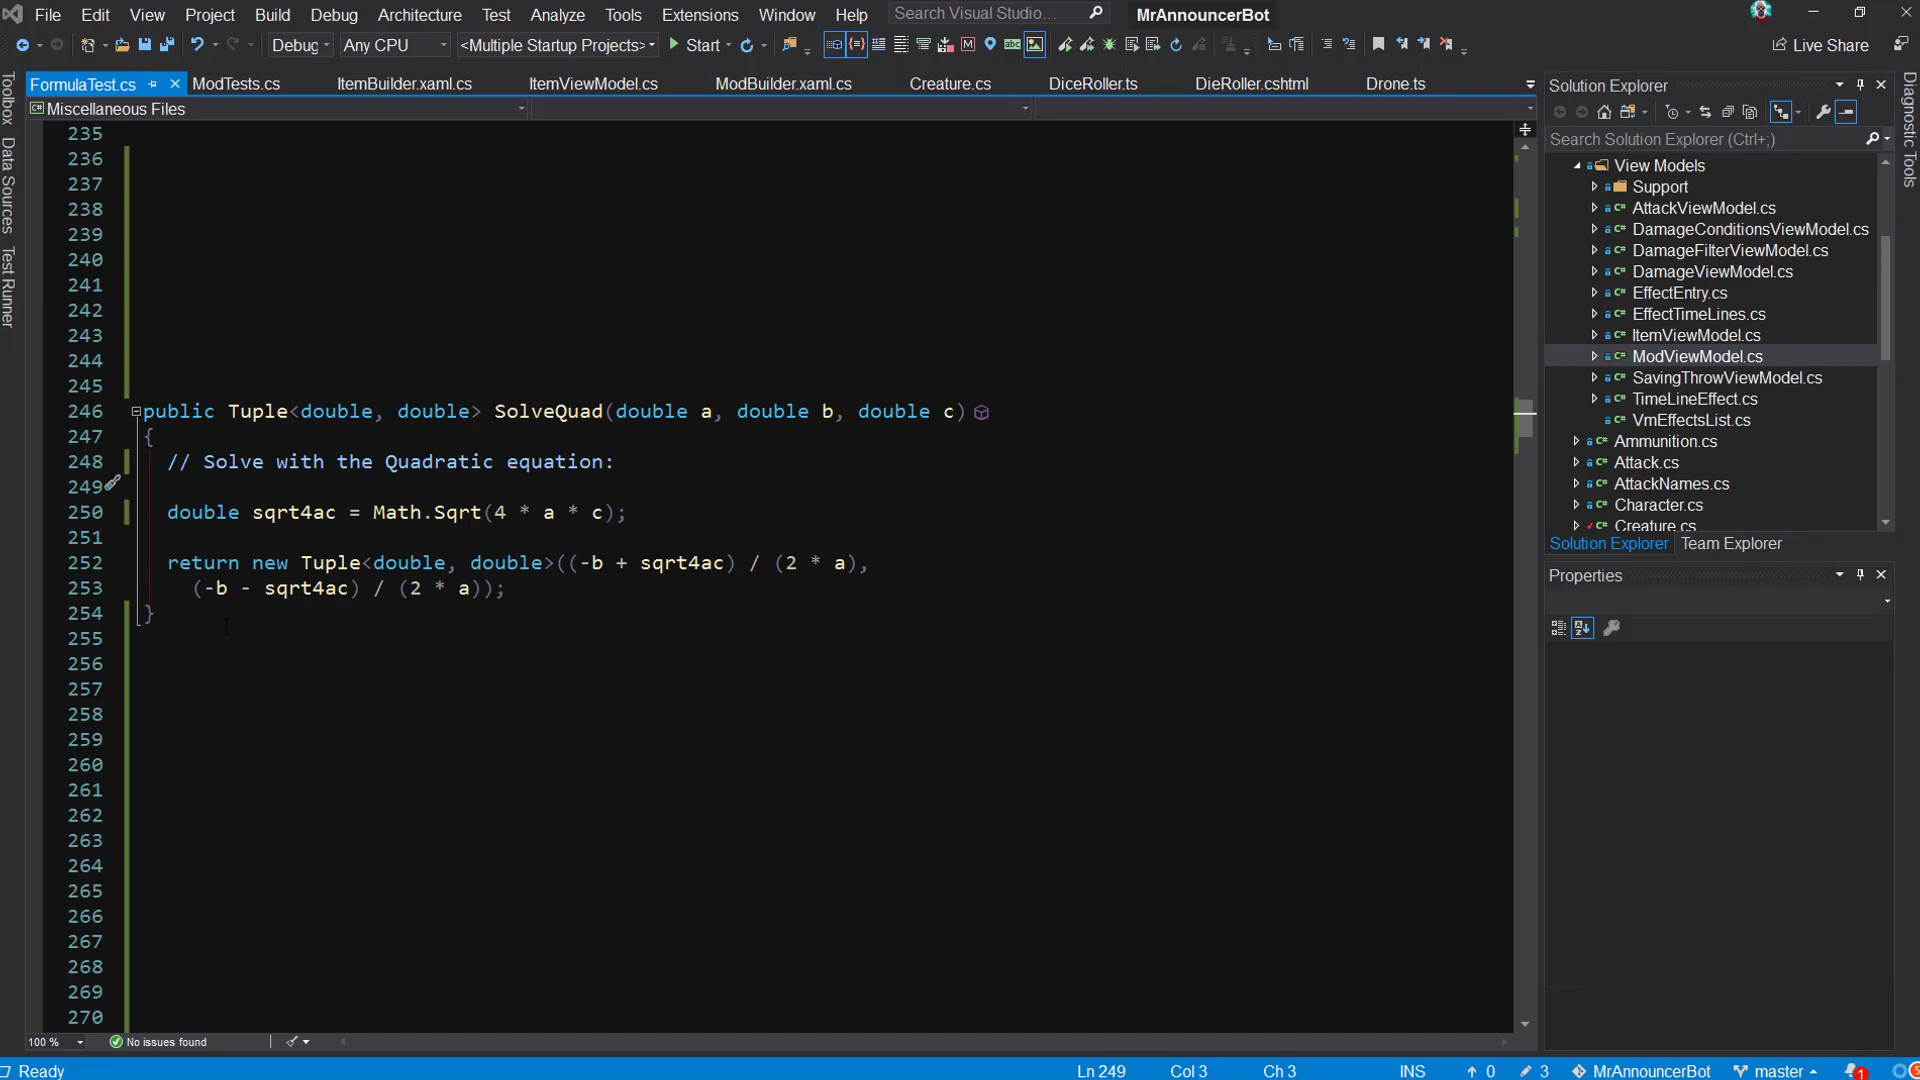 File Edit View Project Build Debug Architecture Test Analyze Tools Extensions Window Help Search Visual Studio... MrAnnouncerBot
Debug Any CPU <Multiple Startup Projects> Start Live Share
FormulaTest.cs ModTests.cs ItemBuilder.xaml.cs ItemViewModel.cs ModBuilder.xaml.cs Creature.cs DiceRoller.ts DieRoller.cshtml Drone.ts
Miscellaneous Files
Toolbox
Data Sources
Test Runner
235
236
237
238
239
240
241
242
243
244
245
246 public Tuple<double, double> SolveQuad(double a, double b, double c)
247 {
248 // Solve with the Quadratic equation:
249
250 double sqrt4ac = Math.Sqrt(4 * a * c);
251
252 return new Tuple<double, double>((-b + sqrt4ac) / (2 * a),
253 (-b - sqrt4ac) / (2 * a));
254 }
255
256
257
258
259
260
261
262
263
264
265
266
267
268
269
270
100 % No issues found
Solution Explorer
Search Solution Explorer (Ctrl+;)
View Models
Support
AttackViewModel.cs
DamageConditionsViewModel.cs
DamageFilterViewModel.cs
DamageViewModel.cs
EffectEntry.cs
EffectTimeLines.cs
ItemViewModel.cs
ModViewModel.cs
SavingThrowViewModel.cs
TimeLineEffect.cs
VmEffectsList.cs
Ammunition.cs
Attack.cs
AttackNames.cs
Character.cs
Creature.cs
Solution Explorer Team Explorer
Properties
Diagnostic Tools
Ready Ln 249 Col 3 Ch 3 INS 0 3 MrAnnouncerBot master 1